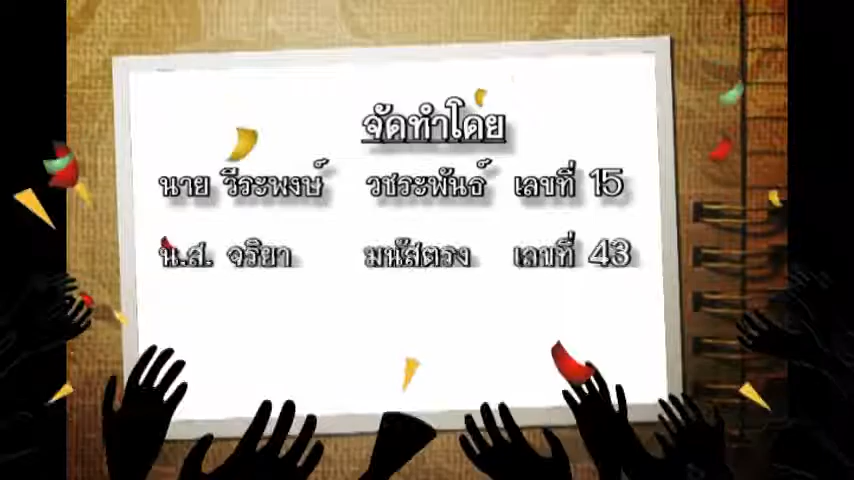 จัดทำโดย
นาย วีระพงษ์ วชระพันธ์ เลขที่ 15
น.ส. จริยา มนัสตรง เลขที่ 43